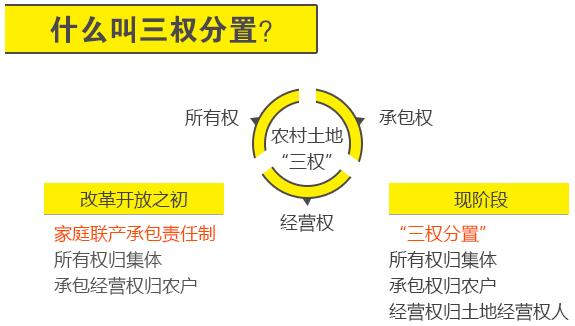 什么叫三权分置?
所有权
承包权
农村土地
“三权”
经营权
改革开放之初
家庭联产承包责任制
所有权归集体
承包经营权归农户
现阶段
“三权分置”
所有权归集体
承包权归农户
经营权归土地经营权人